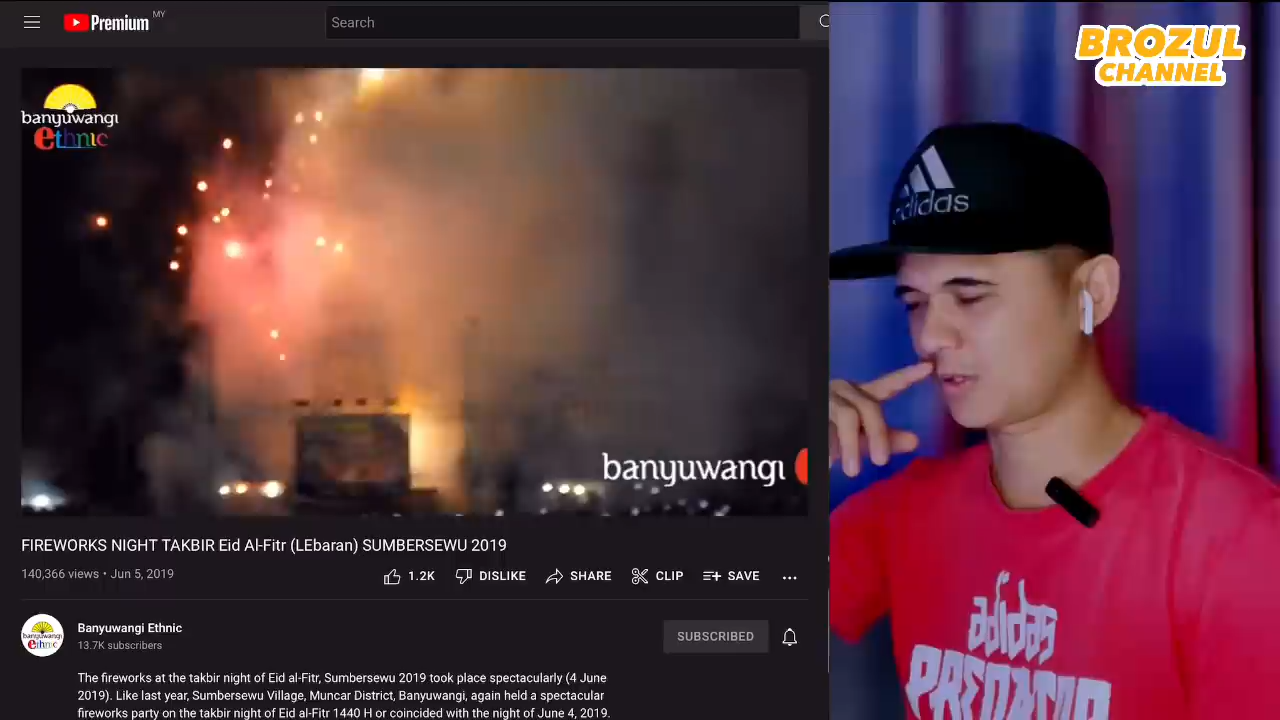 Premium
MY
Search
BROZUL
CHANNEL
banyuwangi
ethnic
adidas
banyuwangi
FIREWORKS NIGHT TAKBIR Eid Al-Fitr (LEbaran) SUMBERSEWU 2019
140,366 views • Jun 5, 2019
1.2K
DISLIKE
SHARE
CLIP
SAVE
banyuwangi
ethnic
Banyuwangi Ethnic
13.7K subscribers
SUBSCRIBED
The fireworks at the takbir night of Eid al-Fitr, Sumbersewu 2019 took place spectacularly (4 June
2019). Like last year, Sumbersewu Village, Muncar District, Banyuwangi, again held a spectacular
fireworks party on the takbir night of Eid al-Fitr 1440 H or coincided with the night of June 4, 2019.
adidas
PREDATOR